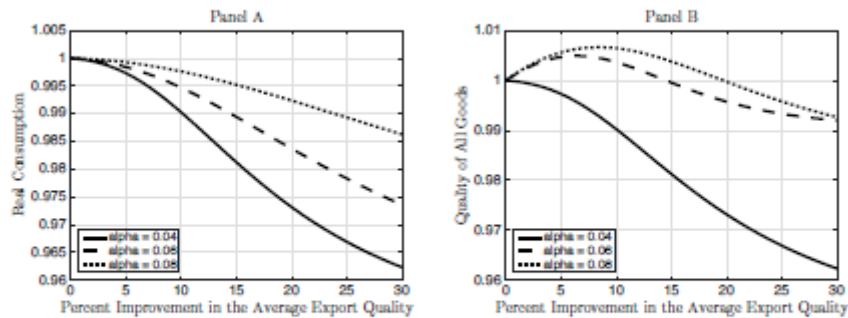 Panel A
1.005
1
0.995
0.99
0.985
0.98
0.975
0.97
0.965
0.96
Real Consumption
alpha = 0.04
alpha = 0.06
alpha = 0.08
0 5 10 15 20 25 30
Percent Improvement in the Average Export Quality
Panel B
1.01
1
0.99
0.98
0.97
0.96
Quality of All Goods
alpha = 0.04
alpha = 0.06
alpha = 0.08
0 5 10 15 20 25 30
Percent Improvement in the Average Export Quality